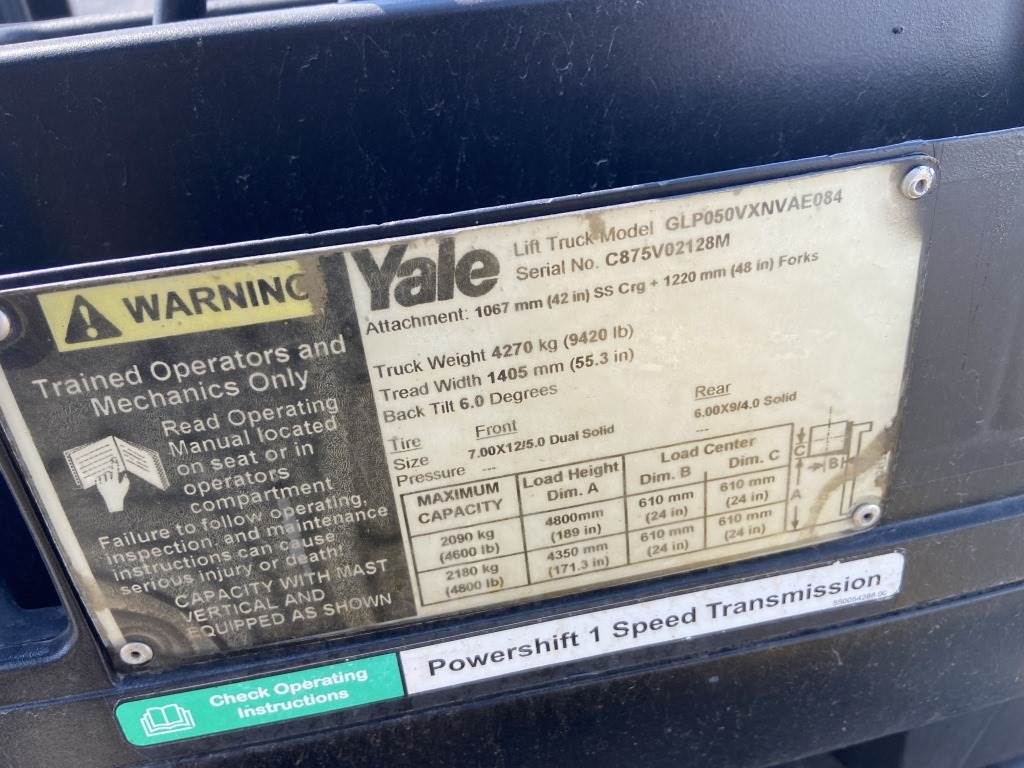 WARNING
Trained Operators and
Mechanics Only
Read Operating
Manual located
on seat or in
operators
compartment
Failure to follow operating,
inspection, and maintenance
instructions can cause
serious injury or death!
CAPACITY WITH MAST
VERTICAL AND
EQUIPPED AS SHOWN
Yale
Lift Truck Model GLP050VXNVAE084
Serial No. C875V02128M
Attachment: 1067 mm (42 in) SS Crg + 1220 mm (48 in) Forks
Truck Weight 4270 kg (9420 lb)
Tread Width 1405 mm (55.3 in)
Back Tilt 6.0 Degrees
Tire Front Rear
Size 7.00X12/5.0 Dual Solid 6.00X9/4.0 Solid
Pressure --- ---
MAXIMUM CAPACITY Load Height Dim. A Load Center Dim. B Dim. C
2090 kg (4600 lb) 4800mm (189 in) 610 mm (24 in) 610 mm (24 in)
2180 kg (4800 lb) 4350 mm (171.3 in) 610 mm (24 in) 610 mm (24 in)
C
B
A
Check Operating
Instructions
Powershift 1 Speed Transmission